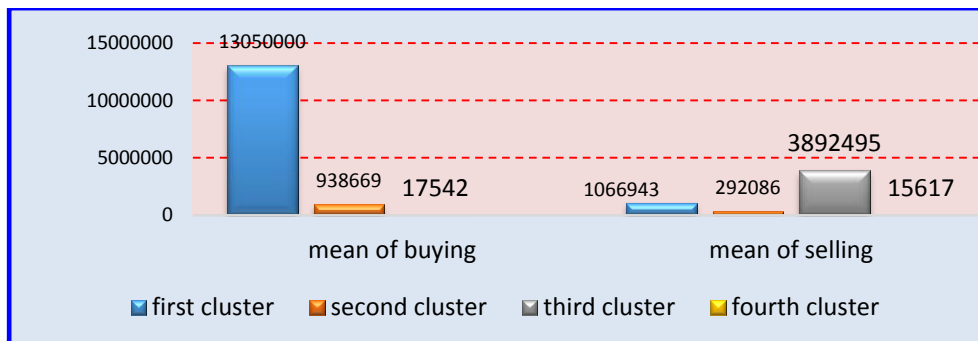 15000000
10000000
5000000
0
13050000
938669
17542
1066943
292086
3892495
15617
mean of buying
mean of selling
first cluster
second cluster
third cluster
fourth cluster